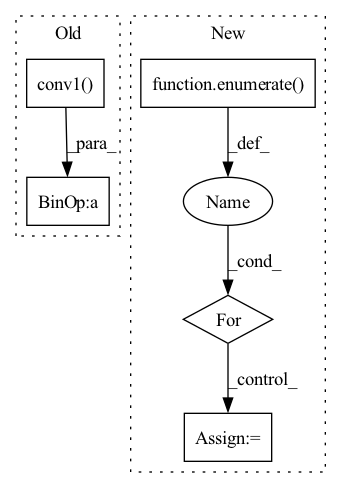 Old
New
conv1()
function.enumerate()
_para_
_def_
BinOp:a
Name
_cond_
For
_control_
Assign:=